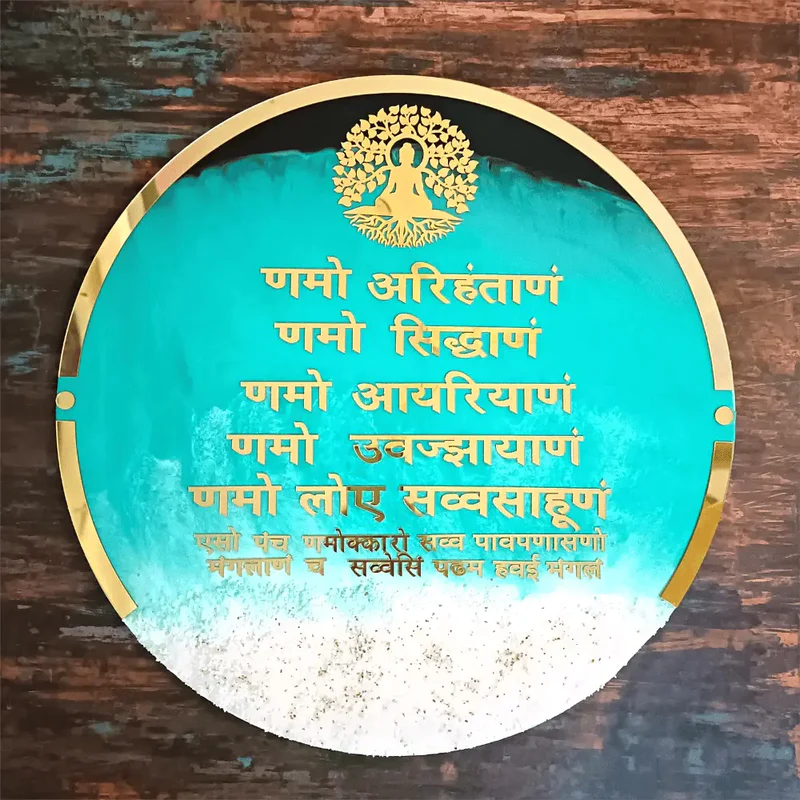 णमो अरिहंताणं
णमो सिद्धाणं
णमो आयरियाणं
णमो उवज्झायाणं
णमो लोए सव्वसाहूणं
एसो पंच णमोक्कारो सव्व पावपणासणो
मंगलाणं च सव्वेसिं पढम हवई मंगलं